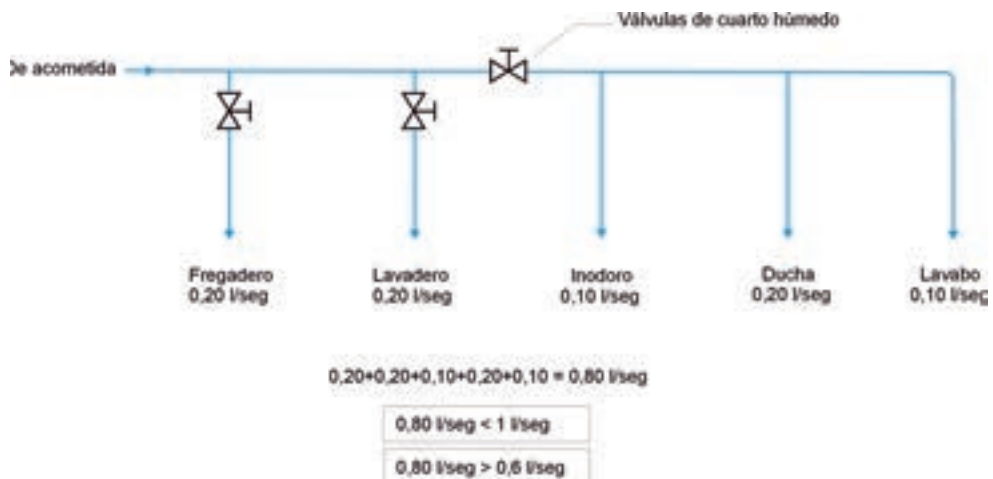 Válvulas de cuarto húmedo
De acometida
Fregadero
0,20 l/seg
Lavadero
0,20 l/seg
Inodoro
0,10 l/seg
Ducha
0,20 l/seg
Lavabo
0,10 l/seg
0,20+0,20+0,10+0,20+0,10 = 0,80 l/seg
0,80 l/seg < 1 l/seg
0,80 l/seg > 0,6 l/seg